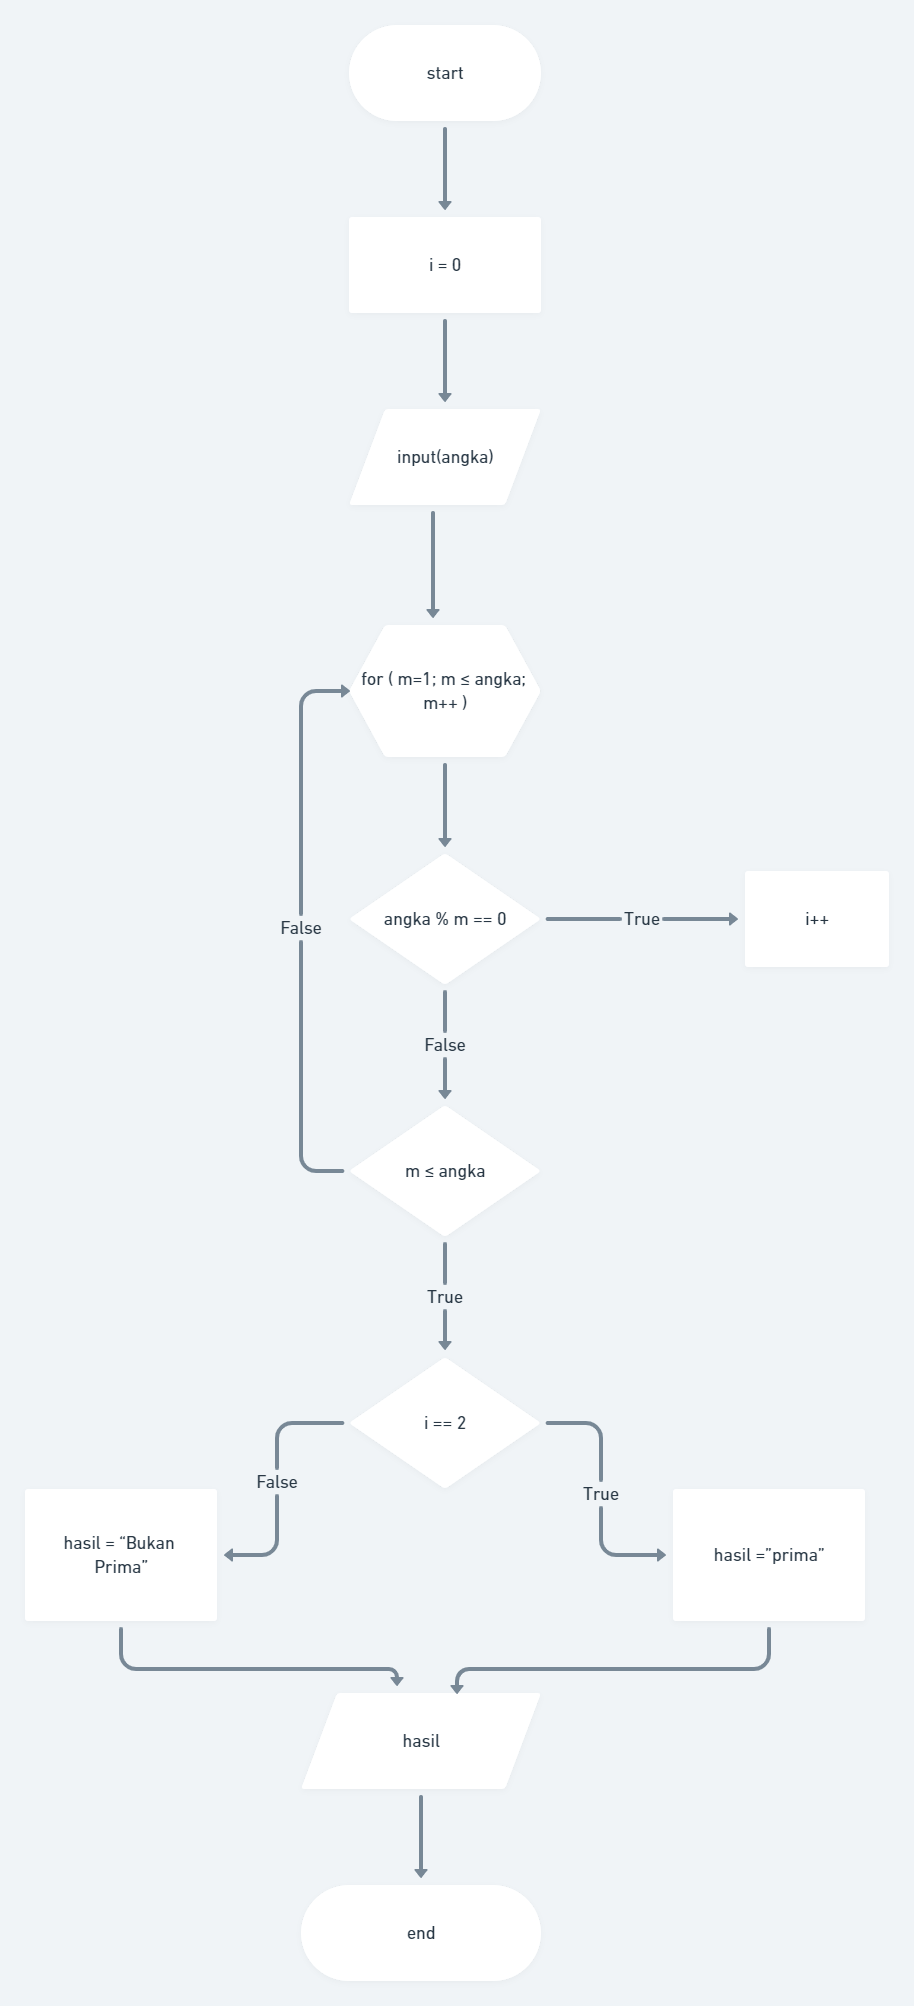 start
i = 0
input(angka)
for ( m=1; m ≤ angka;
m++ )
angka % m == 0
True
i++
False
False
m ≤ angka
True
i == 2
False
True
hasil = “Bukan
Prima”
hasil =”prima”
hasil
end